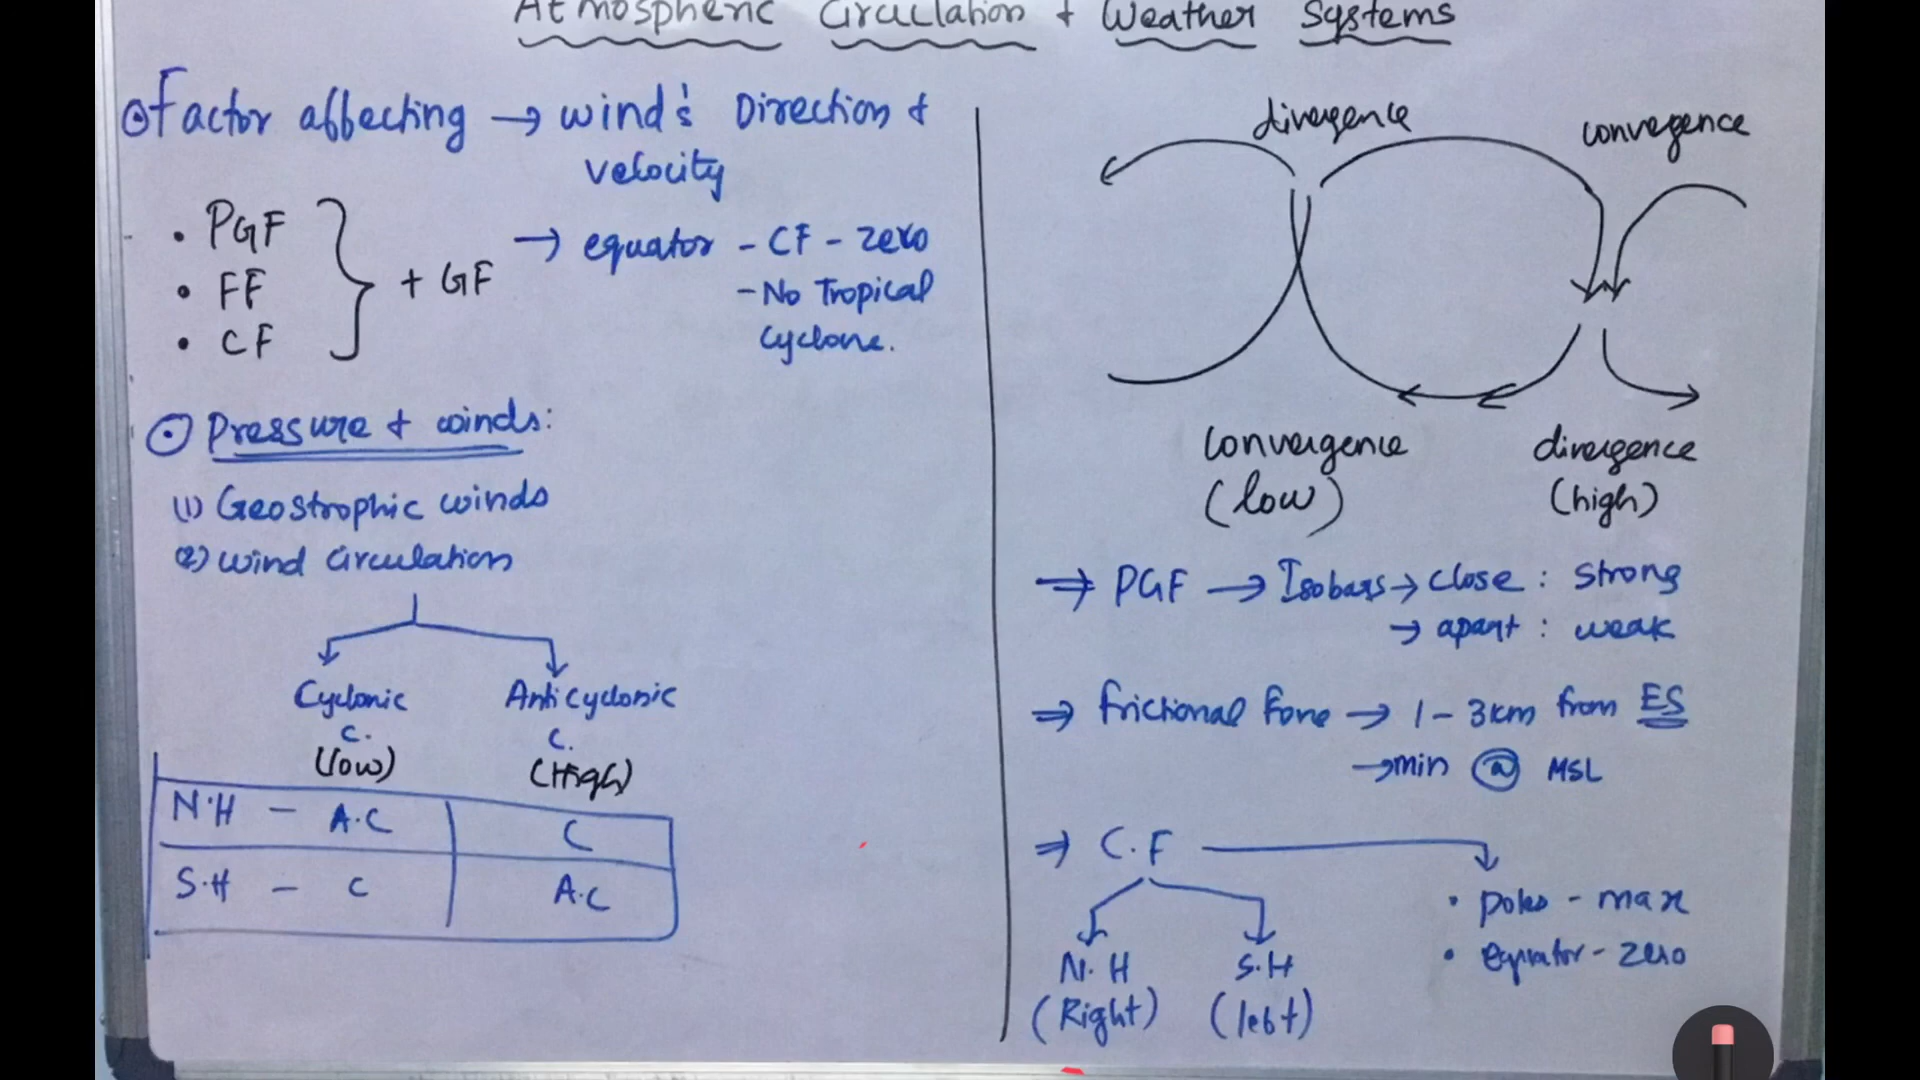 Atmospheric Circulation + Weather Systems
Factor affecting → wind's Direction +
velocity
• PGF
• FF
• CF
+ GF
→ equator - CF - zero
- No Tropical
Cyclone.
Pressure + winds:
(1) Geostrophic winds
(2) wind circulation
Cyclonic
C.
(low)
Anticyclonic
C.
(High)
N.H - A.C C
S.H - C A.C
divergence
convergence
convergence
(low)
divergence
(high)
⇒ PGF → Isobars → close : strong
→ apart : weak
⇒ frictional Force → 1 - 3km from ES
→ min @ MSL
⇒ C.F
N.H
(Right)
S.H
(left)
• poles - max
• equator - zero